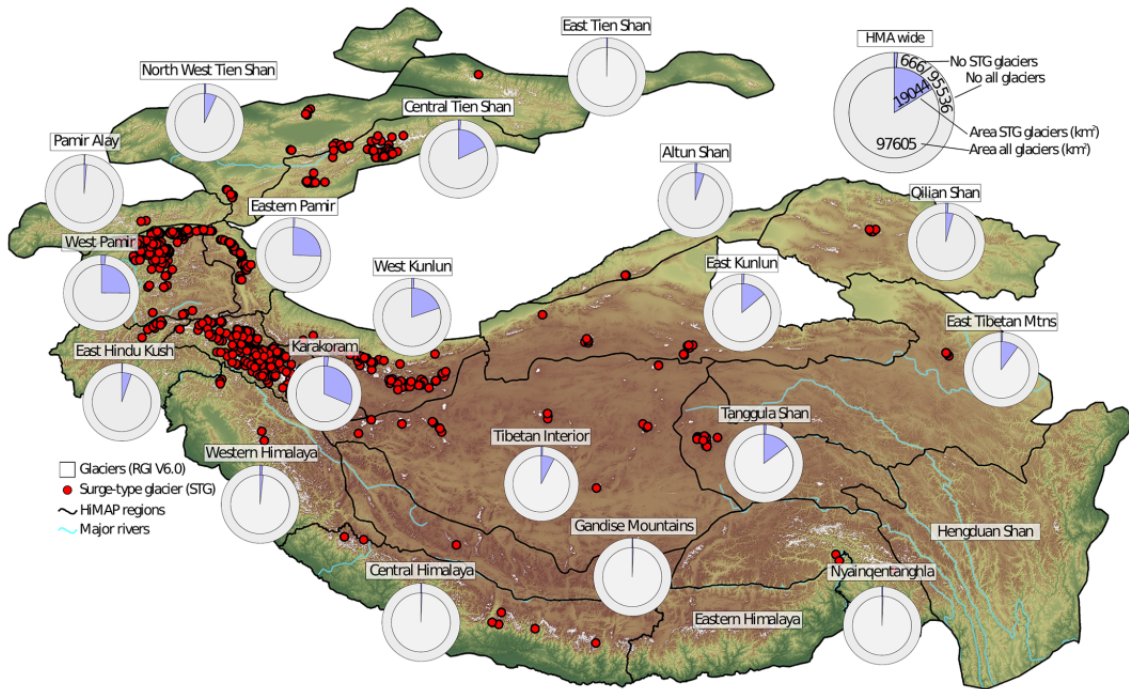 East Tien Shan
HMA wide
North West Tien Shan
666/95536
No STG glaciers
No all glaciers
19044
Central Tien Shan
Area STG glaciers (km²)
97605
Area all glaciers (km²)
Pamir Alay
Altun Shan
Qilian Shan
Eastern Pamir
West Pamir
West Kunlun
East Kunlun
East Tibetan Mtns
East Hindu Kush
Karakoram
Tanggula Shan
Tibetan Interior
Western Himalaya
Glaciers (RGI V6.0)
Surge-type glacier (STG)
HiMAP regions
Major rivers
Gandise Mountains
Hengduan Shan
Central Himalaya
Nyainqentanghla
Eastern Himalaya